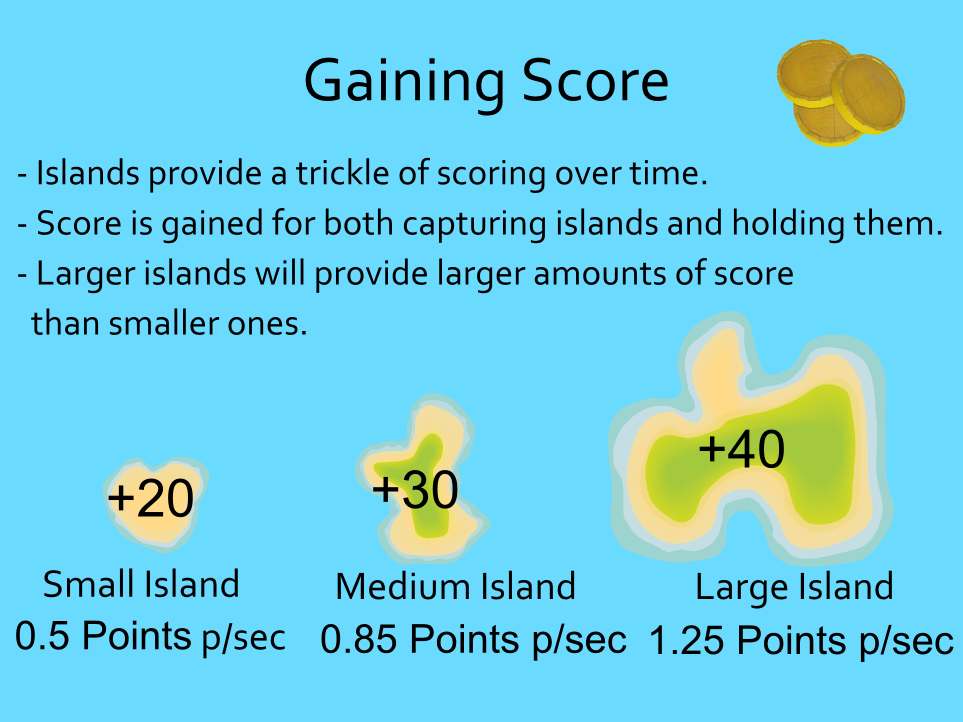 Gaining Score
- Islands provide a trickle of scoring over time.
- Score is gained for both capturing islands and holding them.
- Larger islands will provide larger amounts of score
than smaller ones.
+20
+30
+40
Small Island
Medium Island
Large Island
0.5 Points p/sec
0.85 Points p/sec
1.25 Points p/sec